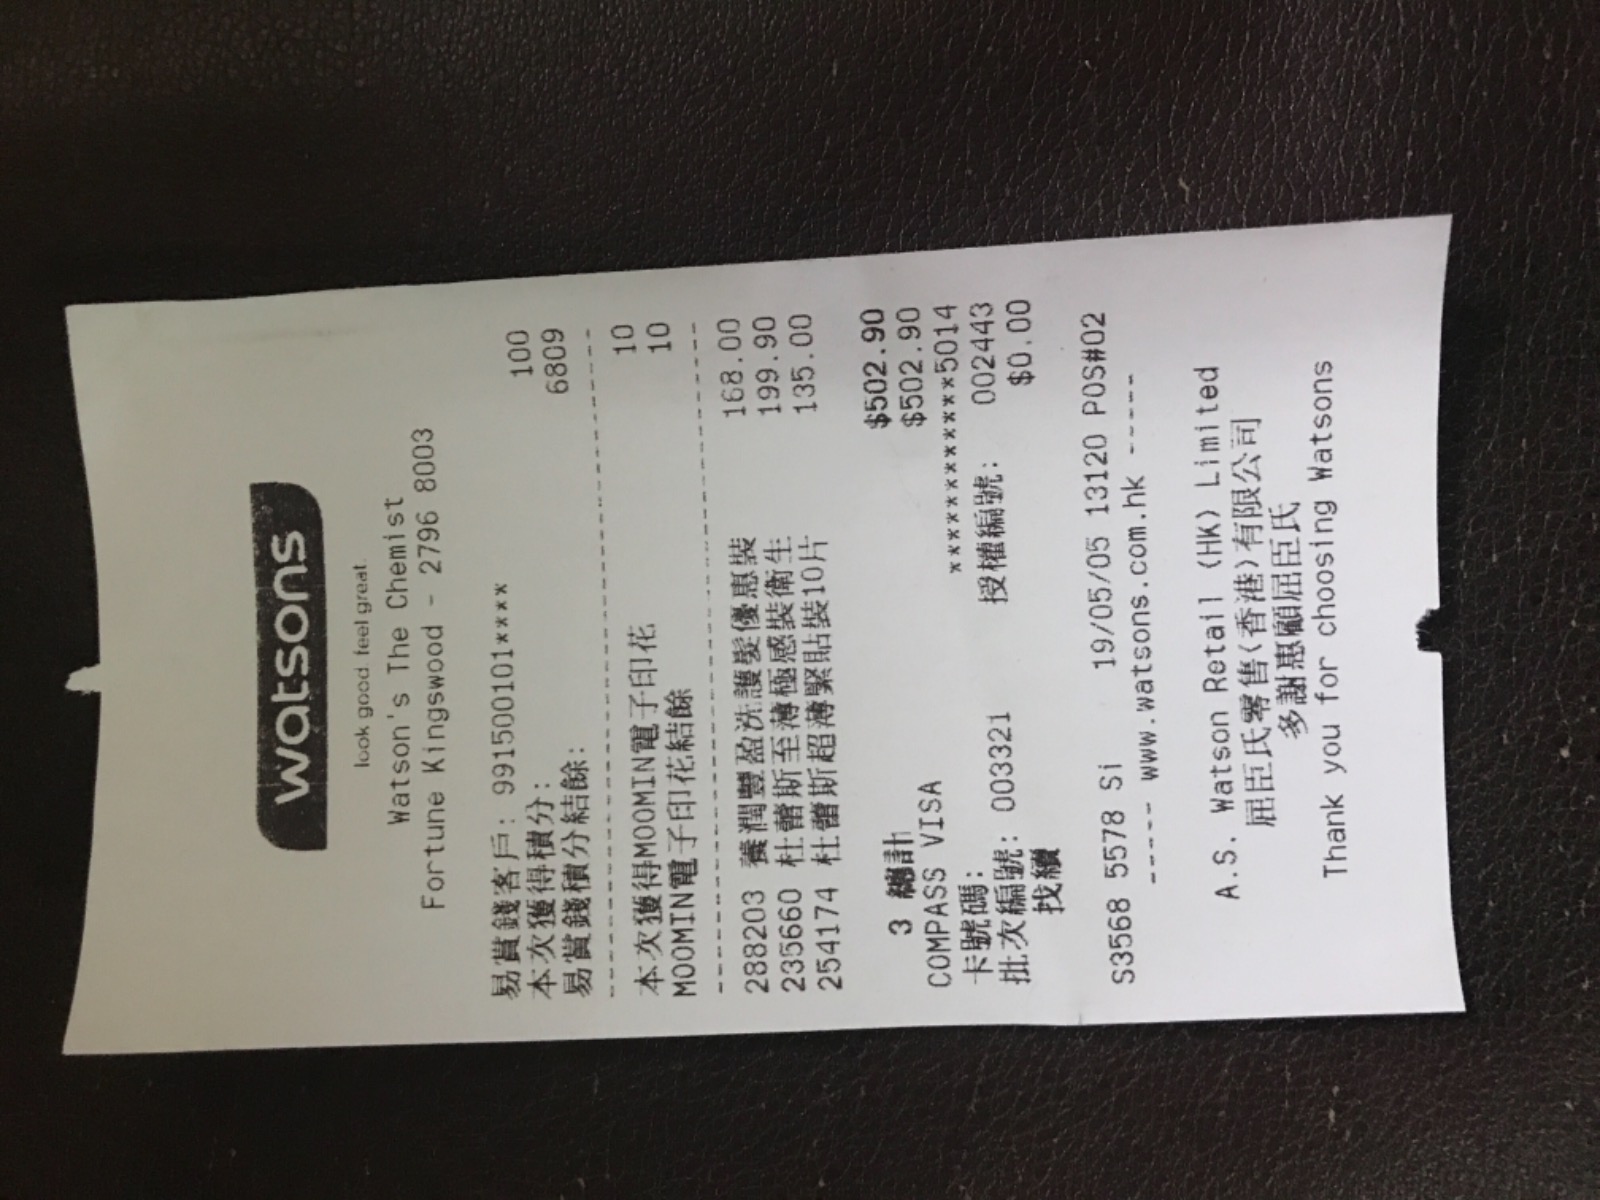 watsons
look good. feel great.
Watson's The Chemist
Fortune Kingswood - 2796 8003
易賞錢客戶: 991500101****
本次獲得積分: 100
易賞錢積分結餘: 6809
本次獲得MOOMIN電子印花 10
MOOMIN電子印花結餘 10
288203 養潤豐盈洗護髮優惠裝 168.00
235660 杜蕾斯至薄極感裝衛生 199.90
254174 杜蕾斯超薄緊貼裝10片 135.00
3 總計 $502.90
COMPASS VISA $502.90
卡號碼: ************5014
批次編號: 003321 授權編號: 002443
找續 $0.00
S3568 5578 Si 19/05/05 13120 POS#02
----- www.watsons.com.hk -----
A.S. Watson Retail (HK) Limited
屈臣氏零售(香港)有限公司
多謝惠顧屈臣氏
Thank you for choosing Watsons